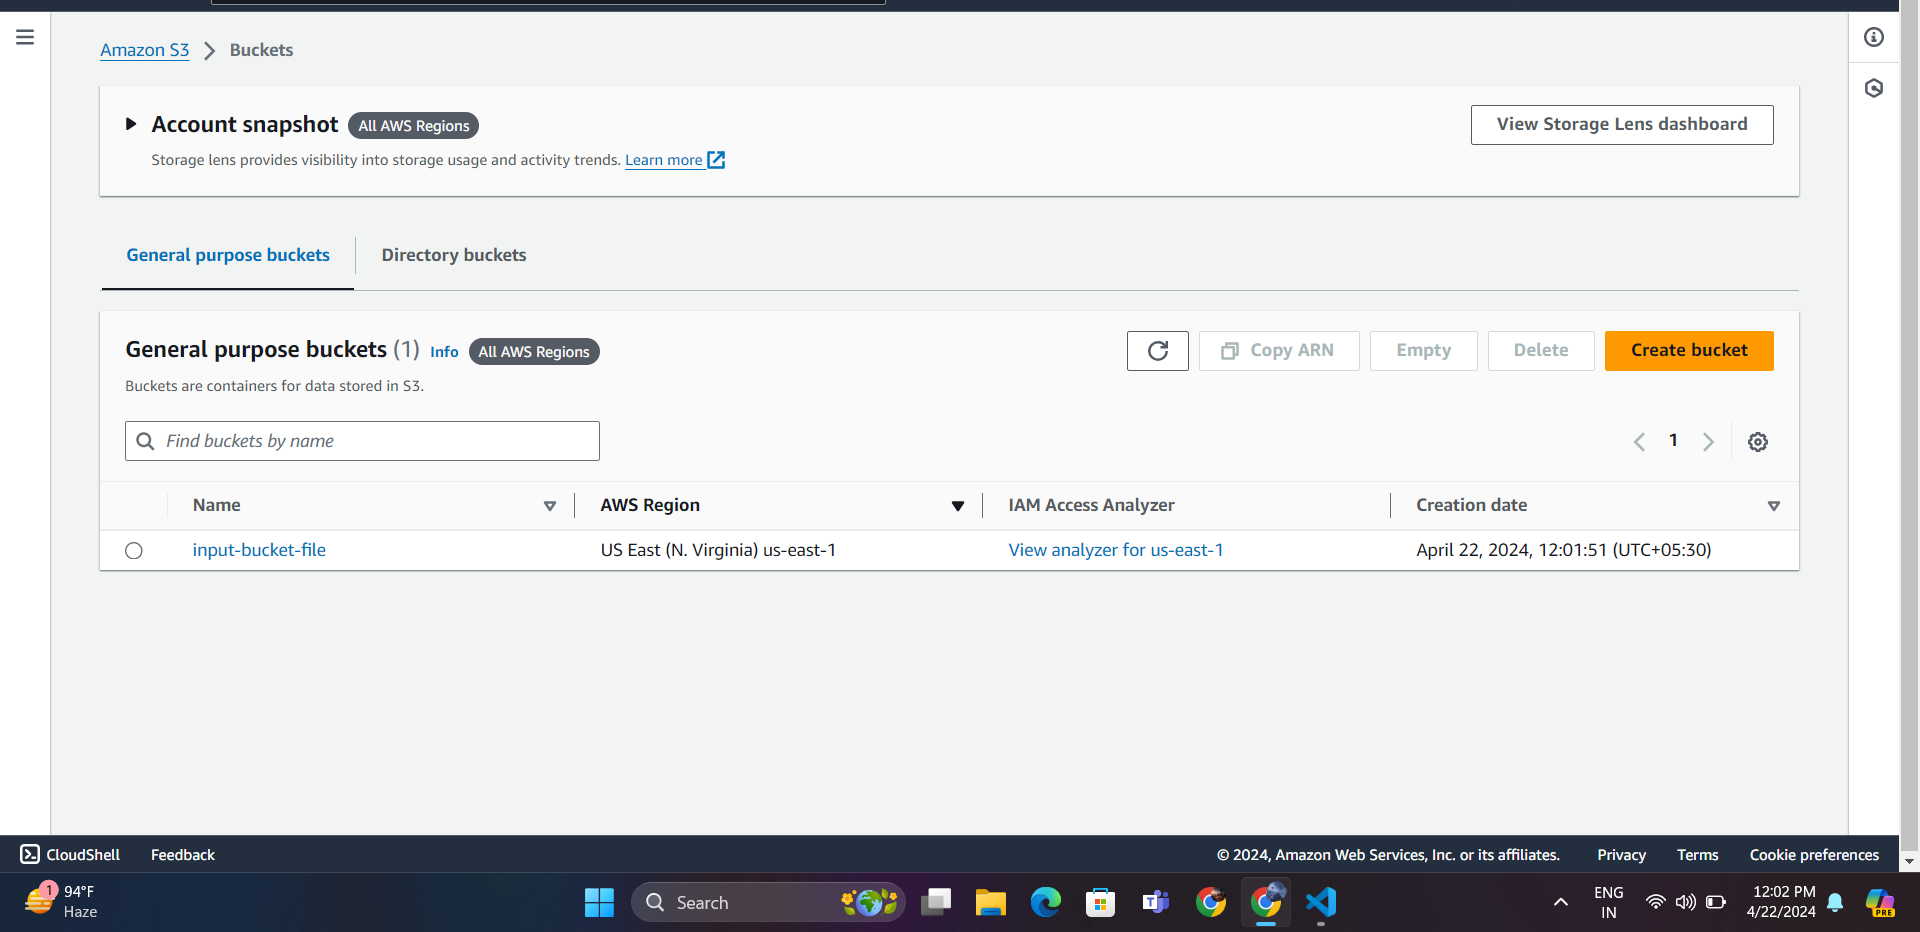 Amazon S3 > Buckets
Account snapshot All AWS Regions
View Storage Lens dashboard
Storage lens provides visibility into storage usage and activity trends. Learn more
General purpose buckets Directory buckets
General purpose buckets (1) Info All AWS Regions
Copy ARN Empty Delete Create bucket
Buckets are containers for data stored in S3.
Find buckets by name
1
Name AWS Region IAM Access Analyzer Creation date
input-bucket-file US East (N. Virginia) us-east-1 View analyzer for us-east-1 April 22, 2024, 12:01:51 (UTC+05:30)
CloudShell Feedback © 2024, Amazon Web Services, Inc. or its affiliates. Privacy Terms Cookie preferences
1 94°F
Haze
Search
ENG
IN
12:02 PM
4/22/2024
PRE